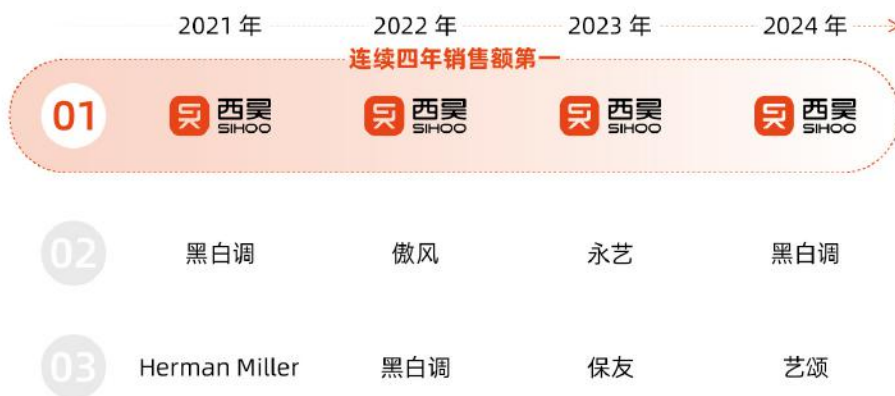 2021 年 2022 年 2023 年 2024 年
连续四年销售额第一
01 西昊 SIHOO 西昊 SIHOO 西昊 SIHOO 西昊 SIHOO
02 黑白调 傲风 永艺 黑白调
03 Herman Miller 黑白调 保友 艺颂